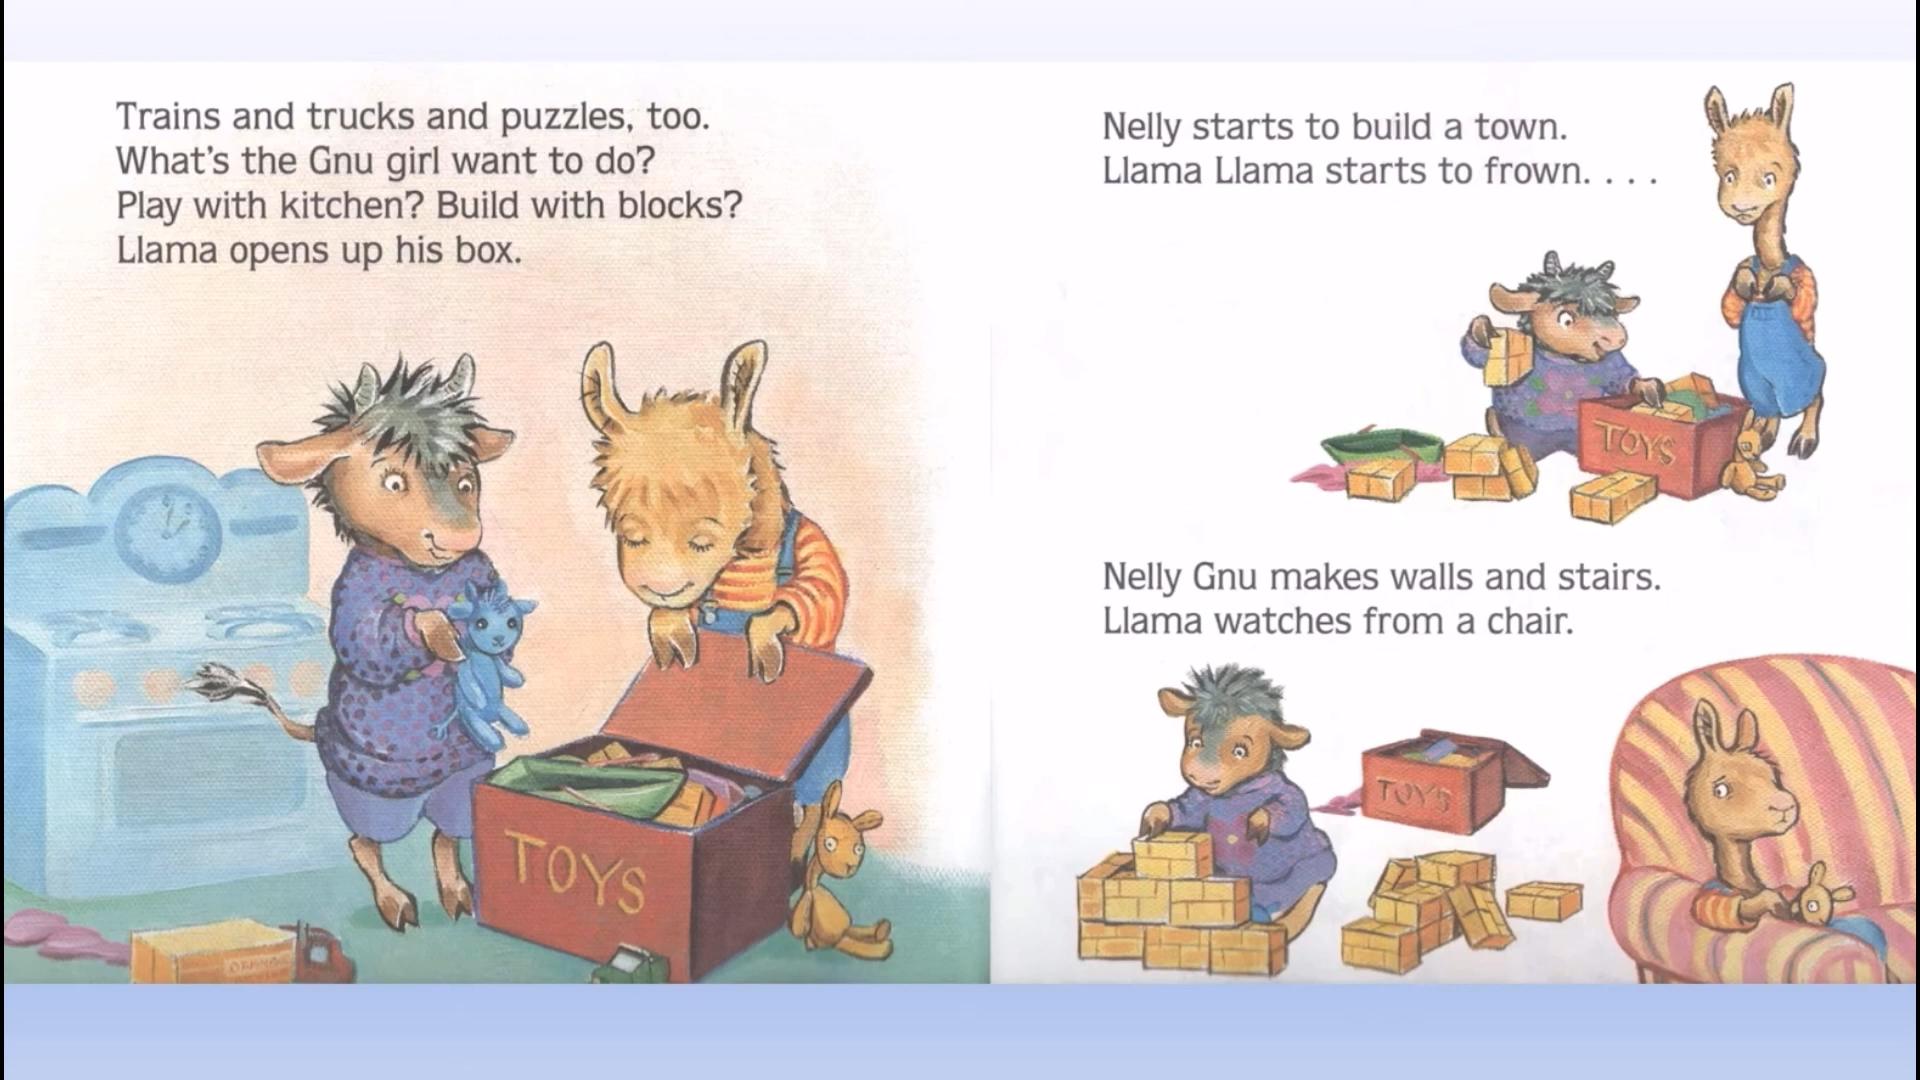 Trains and trucks and puzzles, too.
What's the Gnu girl want to do?
Play with kitchen? Build with blocks?
Llama opens up his box.
TOYS
Nelly starts to build a town.
Llama Llama starts to frown. . . .
TOYS
Nelly Gnu makes walls and stairs.
Llama watches from a chair.
TOYS